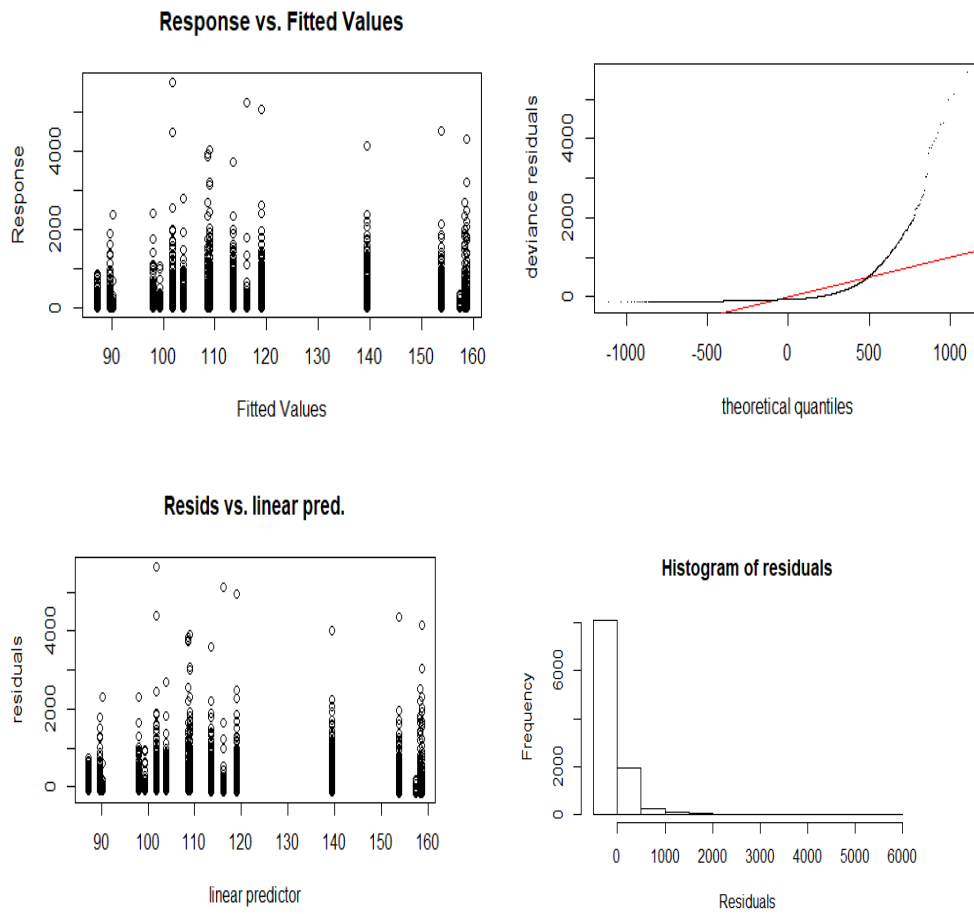 Response vs. Fitted Values
Response
0 2000 4000
90 100 110 120 130 140 150 160
Fitted Values
deviance residuals
0 2000 4000
-1000 -500 0 500 1000
theoretical quantiles
Resids vs. linear pred.
residuals
0 2000 4000
90 100 110 120 130 140 150 160
linear predictor
Histogram of residuals
Frequency
0 2000 6000
0 1000 2000 3000 4000 5000 6000
Residuals